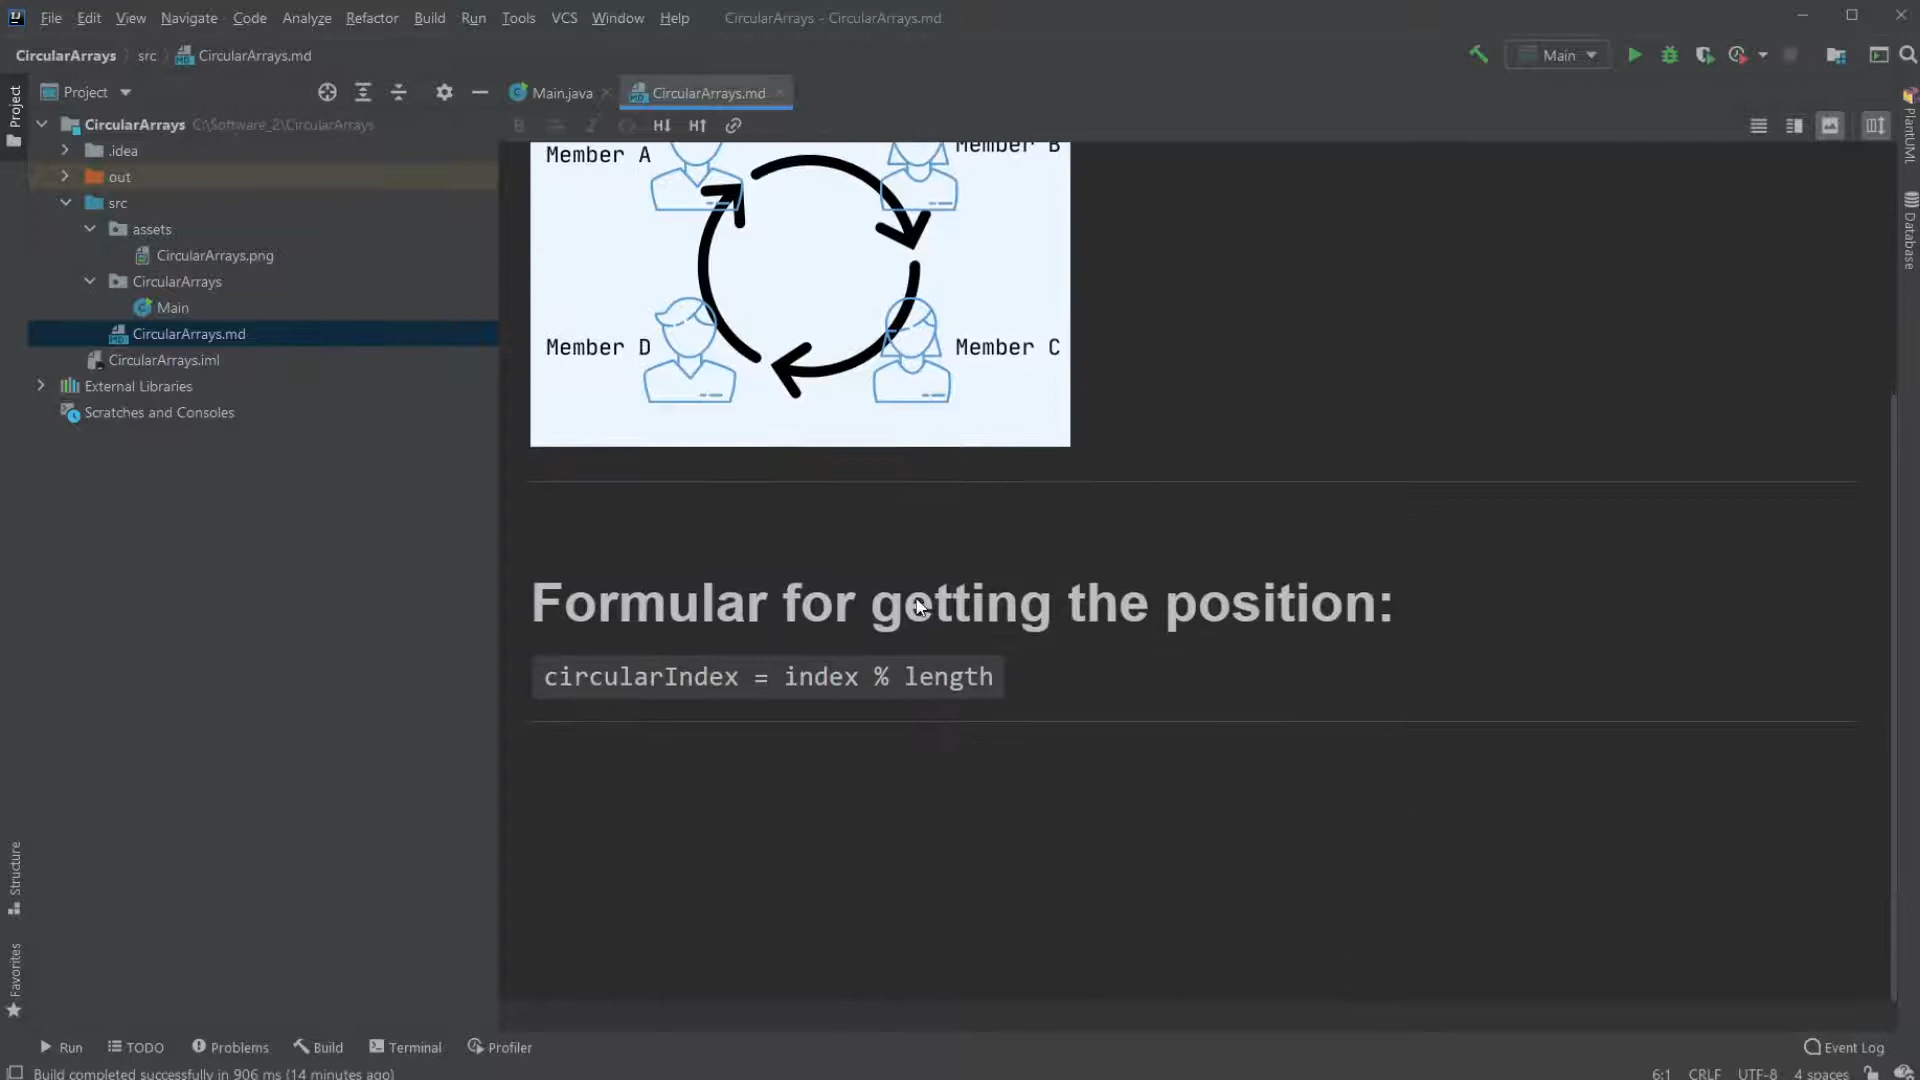 File Edit View Navigate Code Analyze Refactor Build Run Tools VCS Window Help CircularArrays - CircularArrays.md
CircularArrays src CircularArrays.md
Main
Project
Main.java
CircularArrays.md
Project
CircularArrays C:\Software_2\CircularArrays
.idea
out
src
assets
CircularArrays.png
CircularArrays
Main
CircularArrays.md
CircularArrays.iml
External Libraries
Scratches and Consoles
Member A
Member B
Member D
Member C
Formular for getting the position:
circularIndex = index % length
PlantUML
Database
Structure
Favorites
Run TODO Problems Build Terminal Profiler
Event Log
Build completed successfully in 906 ms (14 minutes ago)
6:1 CRLF UTF-8 4 spaces